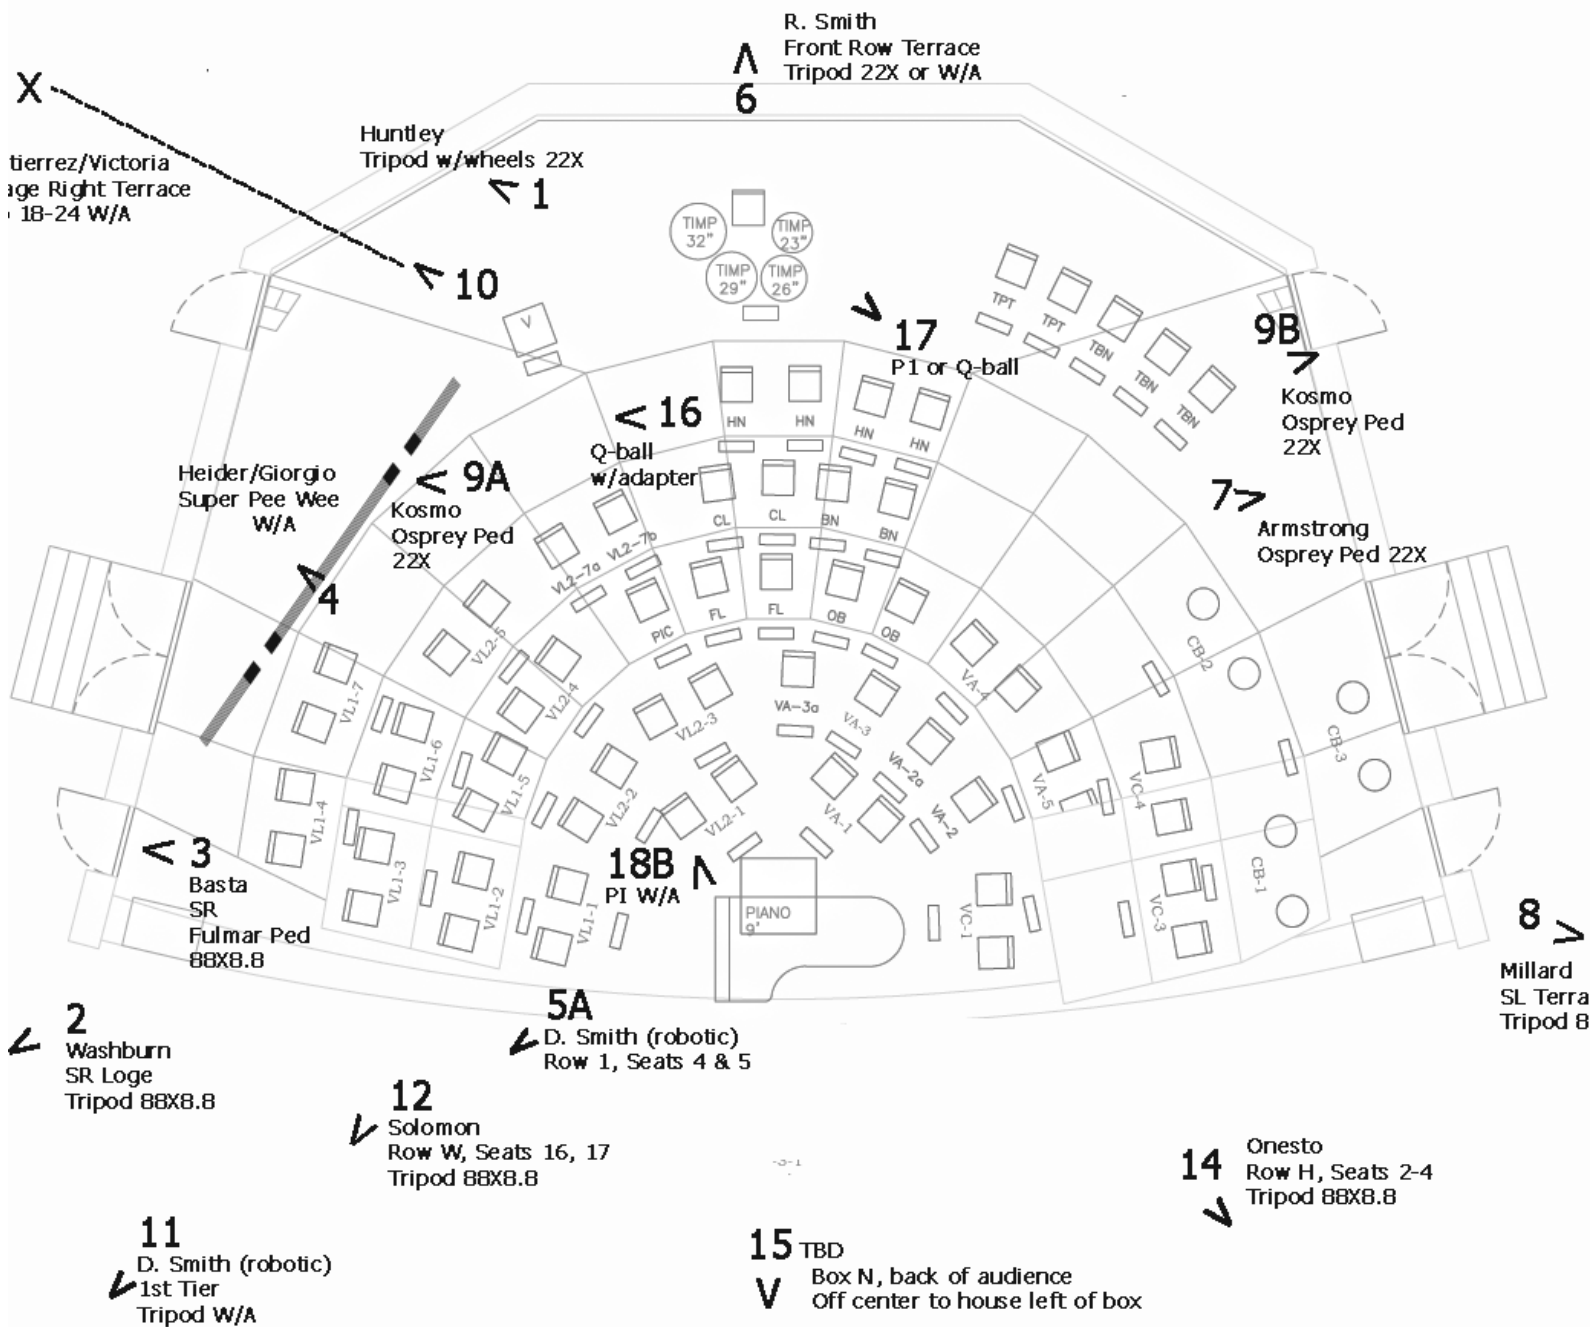 R. Smith
Front Row Terrace
Tripod 22X or W/A
6
X
tierrez/Victoria
age Right Terrace
18-24 W/A
Huntley
Tripod w/wheels 22X
1
10
TIMP
32"
TIMP
23"
TIMP
29"
TIMP
26"
V
17
P1 or Q-ball
TPT
TPT
TBN
TBN
TBN
9B
Kosmo
Osprey Ped
22X
16
Q-ball
w/adapter
HN
HN
HN
HN
Heider/Giorgio
Super Pee Wee
W/A
4
9A
Kosmo
Osprey Ped
22X
7
Armstrong
Osprey Ped 22X
CL
CL
BN
BN
VL2-7b
VL2-7a
PIC
FL
FL
OB
OB
VL2-5
VL2-4
VL2-3
VL2-2
VL2-1
VA-3a
VA-3
VA-4
VA-2a
VA-2
VA-1
VA-5
VL1-7
VL1-6
VL1-5
VL1-4
VL1-3
VL1-2
VL1-1
CB-2
CB-3
CB-1
VC-4
VC-3
VC-1
3
Basta
SR
Fulmar Ped
88X8.8
18B
PI W/A
PIANO
9'
8
Millard
SL Terra
Tripod 8
2
Washburn
SR Loge
Tripod 88X8.8
5A
D. Smith (robotic)
Row 1, Seats 4 & 5
12
Solomon
Row W, Seats 16, 17
Tripod 88X8.8
-3-1
14
Onesto
Row H, Seats 2-4
Tripod 88X8.8
11
D. Smith (robotic)
1st Tier
Tripod W/A
15 TBD
Box N, back of audience
Off center to house left of box